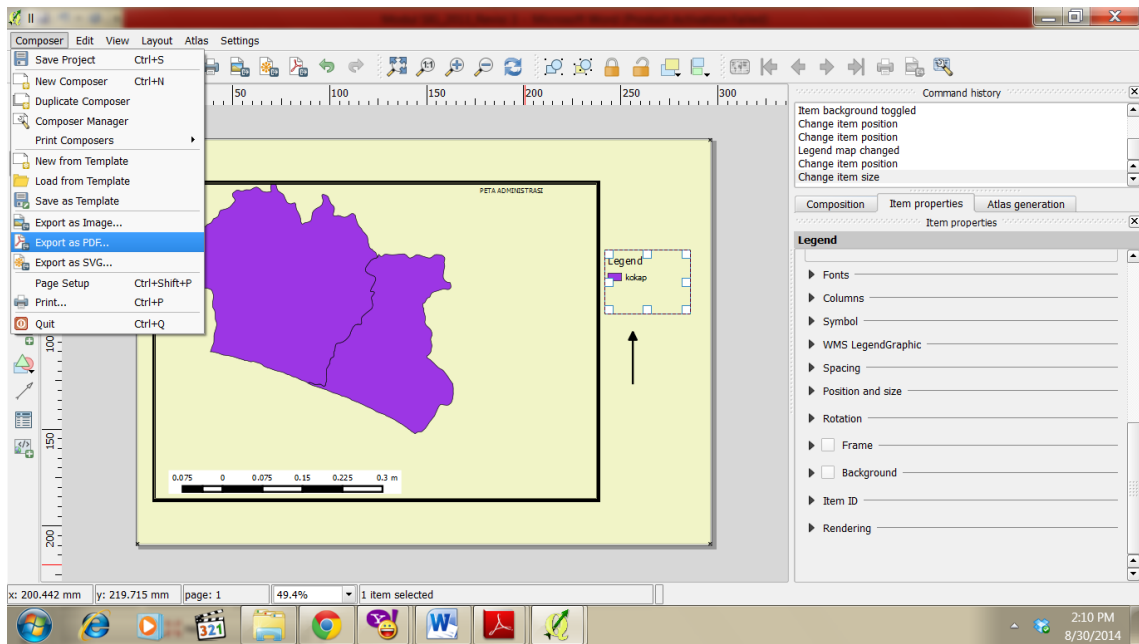 Composer Edit View Layout Atlas Settings
Save Project Ctrl+S
New Composer Ctrl+N
Duplicate Composer
Composer Manager
Print Composers
New from Template
Load from Template
Save as Template
Export as Image...
Export as PDF...
Export as SVG...
Page Setup Ctrl+Shift+P
Print... Ctrl+P
Quit Ctrl+Q
50 100 150 200 250 300
100
150
200
PETA ADMINISTRASI
Legend
kokap
0.075 0 0.075 0.15 0.225 0.3 m
Command history
Item background toggled
Change item position
Change item position
Legend map changed
Change item position
Change item size
Composition Item properties Atlas generation
Item properties
Legend
Fonts
Columns
Symbol
WMS LegendGraphic
Spacing
Position and size
Rotation
Frame
Background
Item ID
Rendering
x: 200.442 mm y: 219.715 mm page: 1 49.4% 1 item selected
321
2:10 PM
8/30/2014